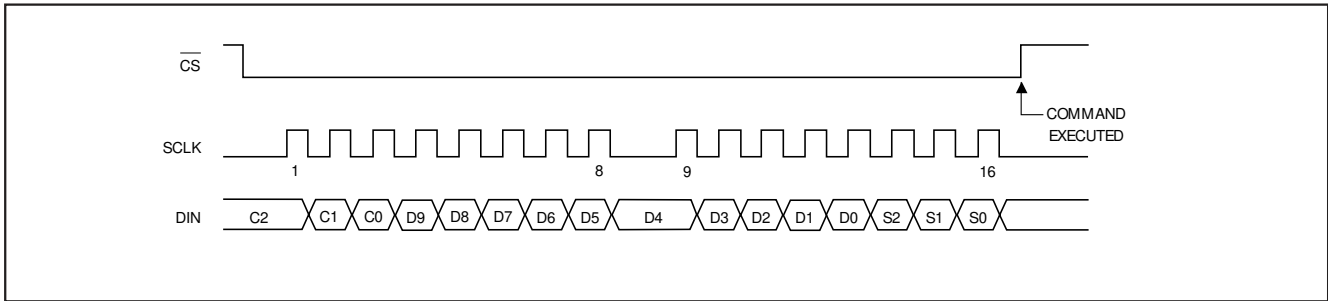 CS
COMMAND
EXECUTED
SCLK
1 8 9 16
DIN C2 C1 C0 D9 D8 D7 D6 D5 D4 D3 D2 D1 D0 S2 S1 S0